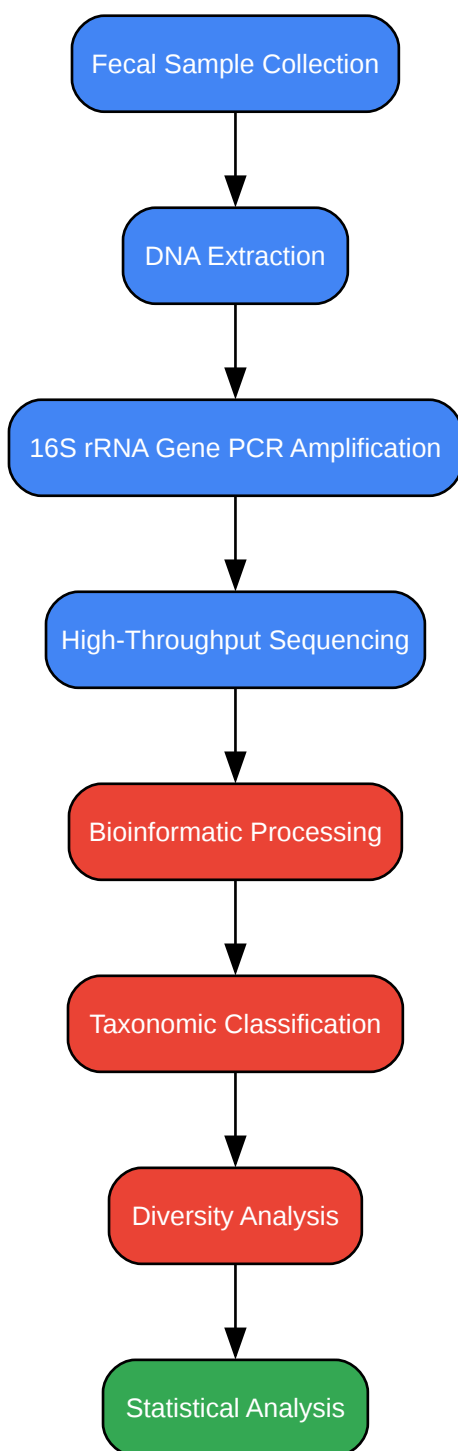 Fecal Sample Collection
DNA Extraction
16S rRNA Gene PCR Amplification
High-Throughput Sequencing
Bioinformatic Processing
Taxonomic Classification
Diversity Analysis
Statistical Analysis